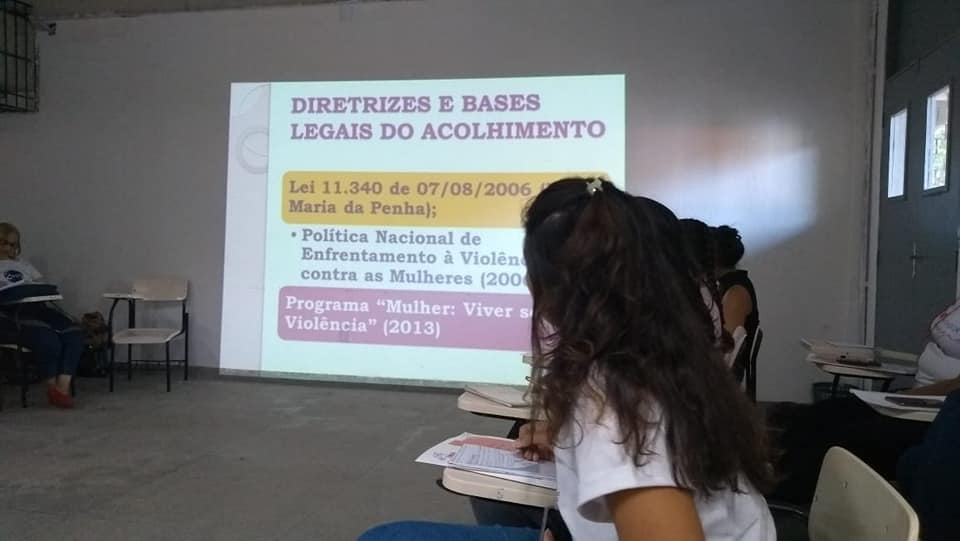 DIRETRIZES E BASES
LEGAIS DO ACOLHIMENTO
Lei 11.340 de 07/08/2006 (
Maria da Penha);
• Política Nacional de
Enfrentamento à
contra as Mulheres
Programa “Mulher: Viver
Violência” (2013)